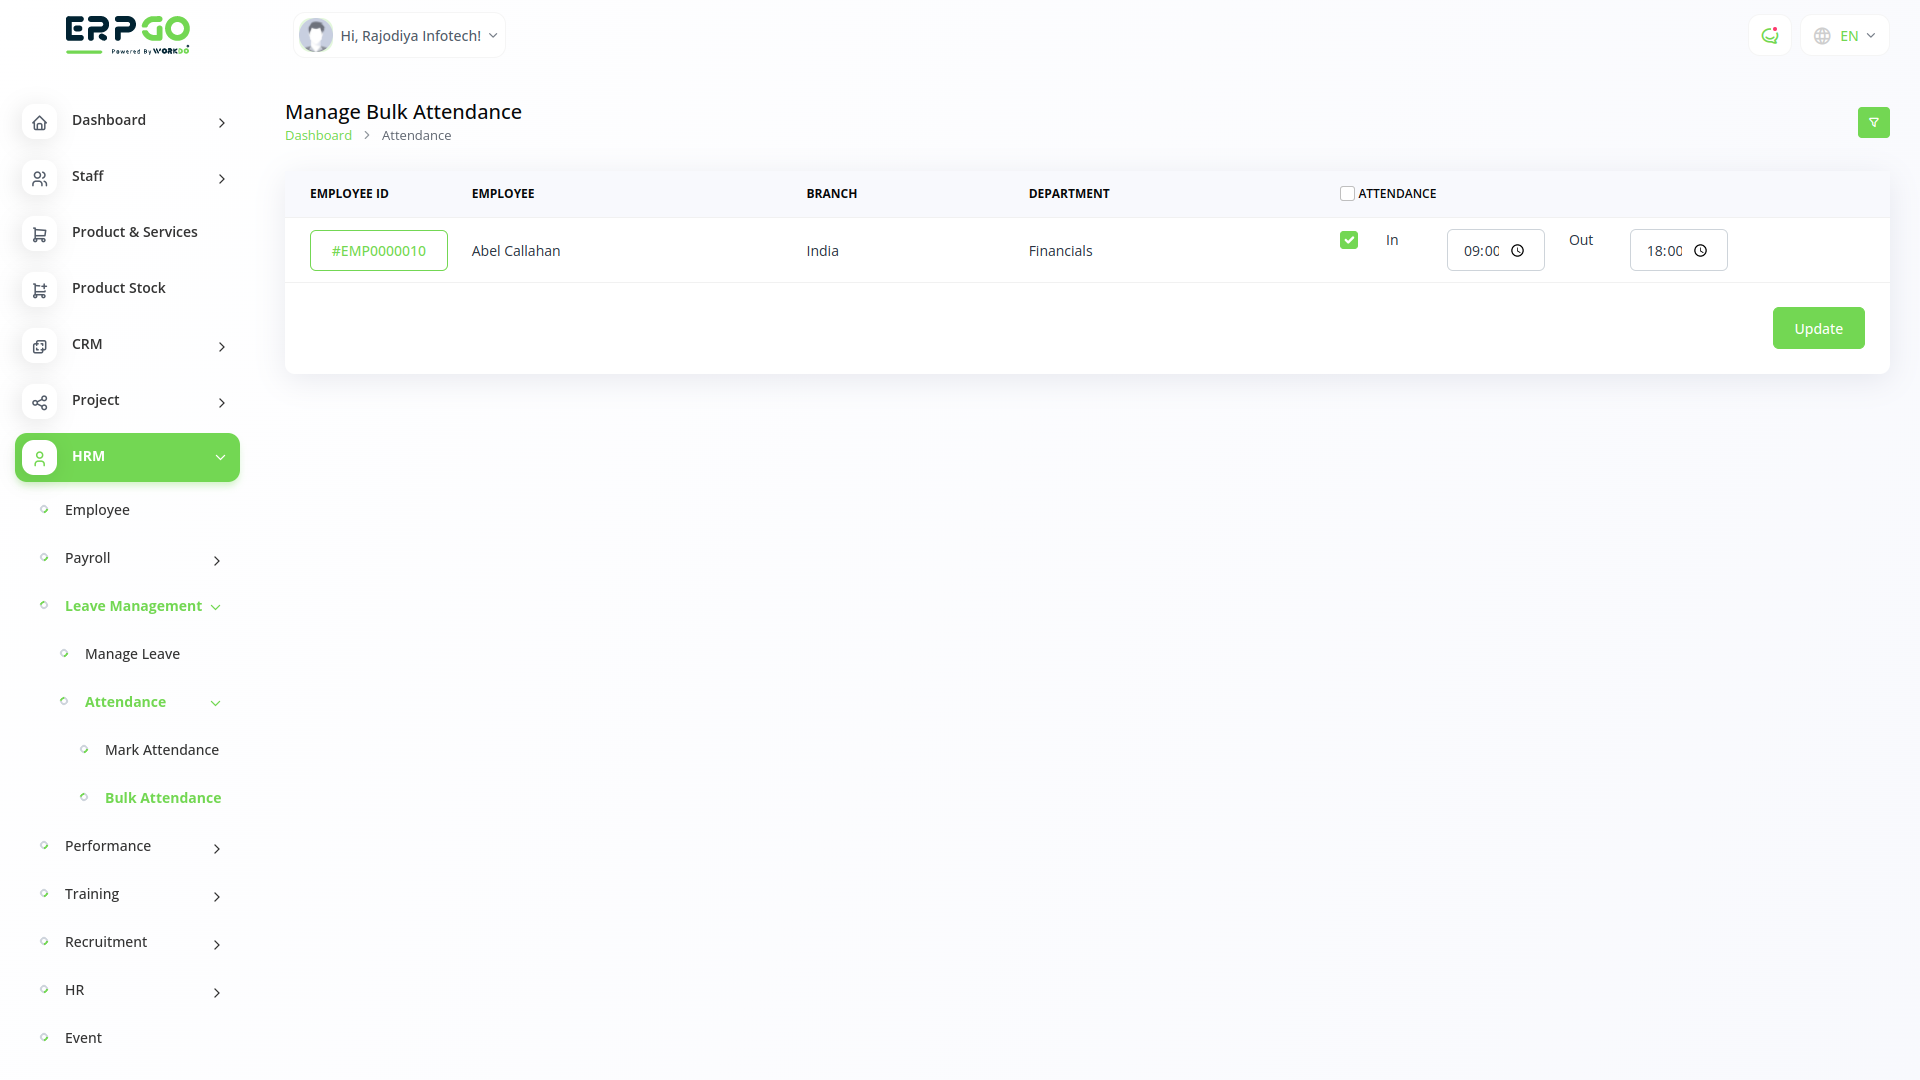 ERPGO
Powered By WORKDO
Hi, Rajodiya Infotech!
EN
Dashboard
Staff
Product & Services
Product Stock
CRM
Project
HRM
Employee
Payroll
Leave Management
Manage Leave
Attendance
Mark Attendance
Bulk Attendance
Performance
Training
Recruitment
HR
Event
Manage Bulk Attendance
Dashboard > Attendance
EMPLOYEE ID EMPLOYEE BRANCH DEPARTMENT ATTENDANCE
#EMP0000010 Abel Callahan India Financials In 09:00 Out 18:00
Update